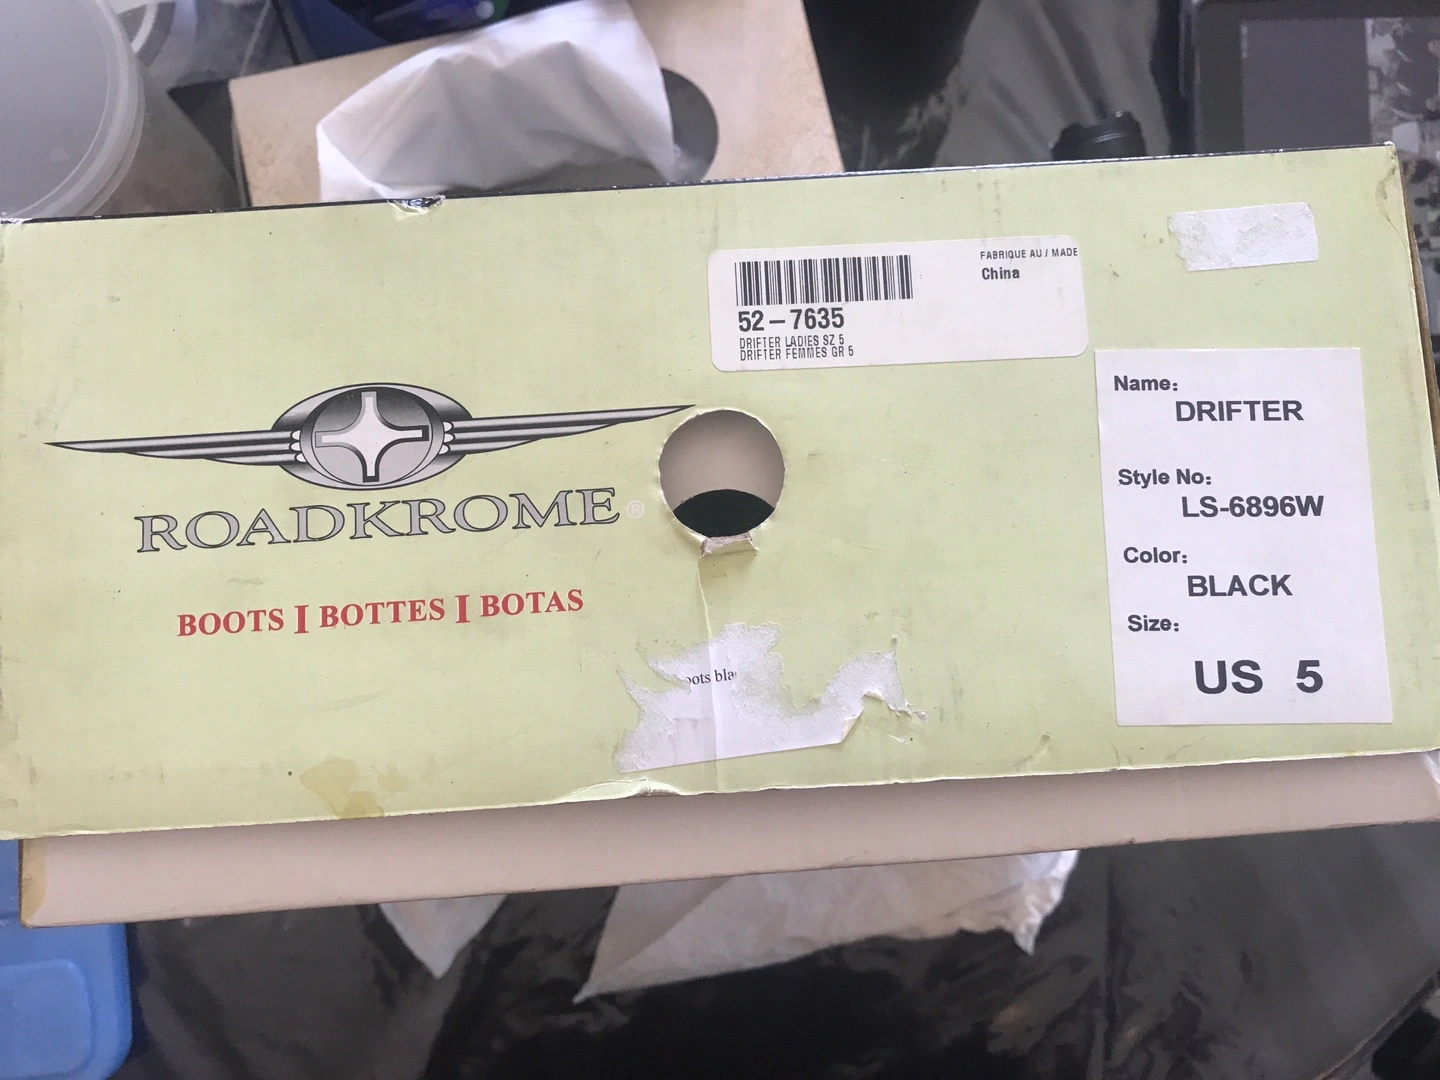 FABRIQUE AU / MADE
China
52-7635
DRIFTER LADIES SZ 5
DRIFTER FEMMES GR 5
ROADKROME®
BOOTS I BOTTES I BOTAS
Name:
DRIFTER
Style No:
LS-6896W
Color:
BLACK
Size:
US 5